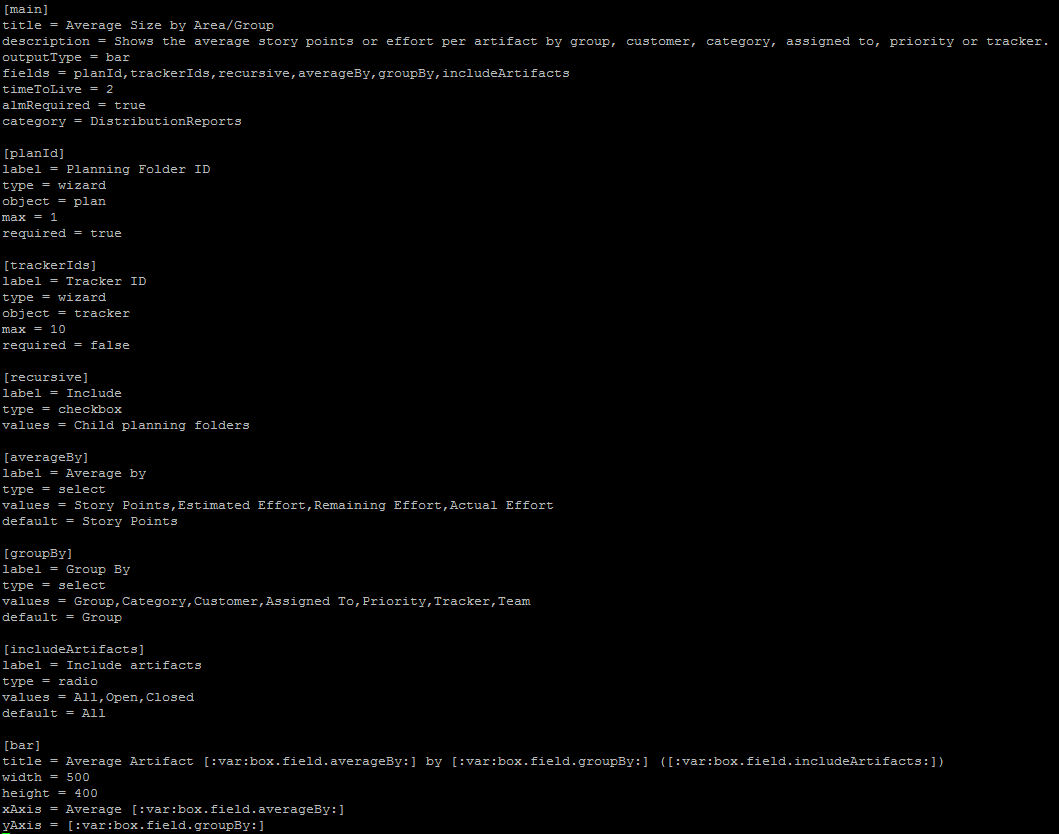 [main]
title = Average Size by Area/Group
description = Shows the average story points or effort per artifact by group, customer, category, assigned to, priority or tracker.
outputType = bar
fields = planId,trackerIds,recursive,averageBy,groupBy,includeArtifacts
timeToLive = 2
almRequired = true
category = DistributionReports

[planId]
label = Planning Folder ID
type = wizard
object = plan
max = 1
required = true

[trackerIds]
label = Tracker ID
type = wizard
object = tracker
max = 10
required = false

[recursive]
label = Include
type = checkbox
values = Child planning folders

[averageBy]
label = Average by
type = select
values = Story Points,Estimated Effort,Remaining Effort,Actual Effort
default = Story Points

[groupBy]
label = Group By
type = select
values = Group,Category,Customer,Assigned To,Priority,Tracker,Team
default = Group

[includeArtifacts]
label = Include artifacts
type = radio
values = All,Open,Closed
default = All

[bar]
title = Average Artifact [:var:box.field.averageBy:] by [:var:box.field.groupBy:] ([:var:box.field.includeArtifacts:])
width = 500
height = 400
xAxis = Average [:var:box.field.averageBy:]
yAxis = [:var:box.field.groupBy:]